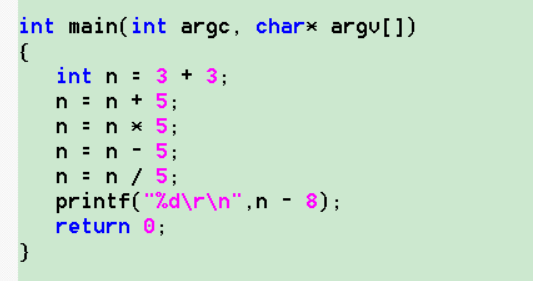 int main(int argc, char* argv[])
{
int n = 3 + 3;
n = n + 5;
n = n * 5;
n = n - 5;
n = n / 5;
printf("%d\r\n",n - 8);
return 0;
}